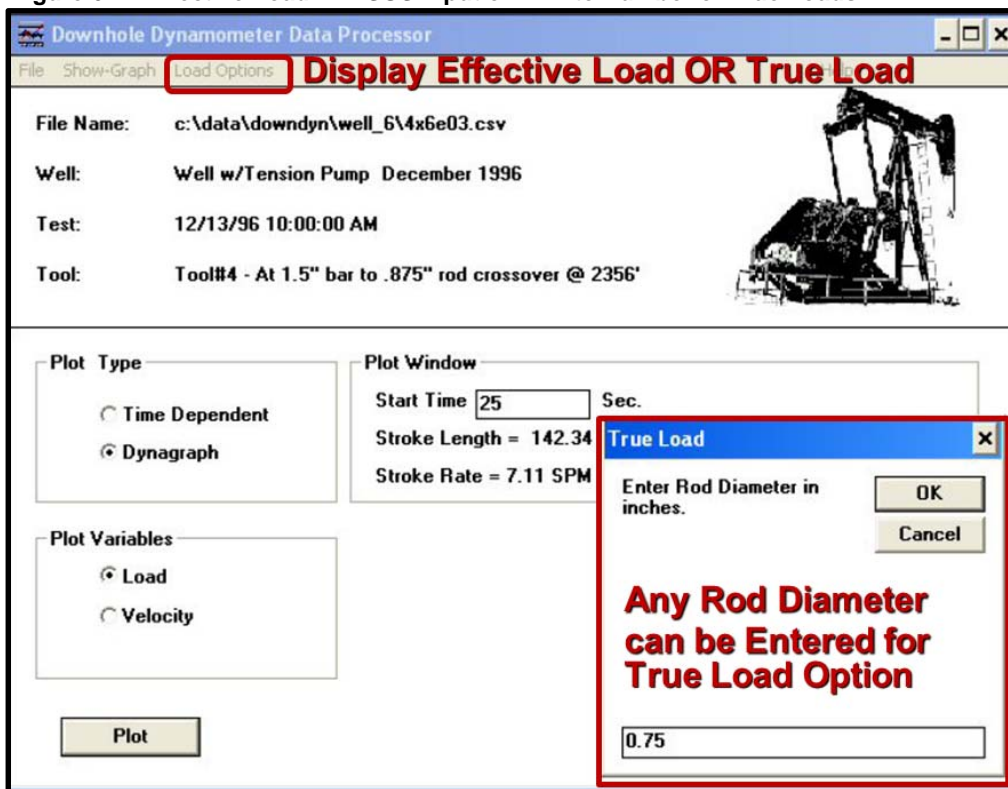 Downhole Dynamometer Data Processor
File Show-Graph Load Options Display Effective Load OR True Load
File Name: c:\data\downdyn\well_6\4x6e03.csv
Well: Well w/Tension Pump December 1996
Test: 12/13/96 10:00:00 AM
Tool: Tool#4 - At 1.5" bar to .875" rod crossover @ 2356'
Plot Type
Time Dependent
Dynagraph
Plot Window
Start Time 25 Sec.
Stroke Length = 142.34
Stroke Rate = 7.11 SPM
Plot Variables
Load
Velocity
Plot
True Load
Enter Rod Diameter in
inches.
OK
Cancel
Any Rod Diameter
can be Entered for
True Load Option
0.75